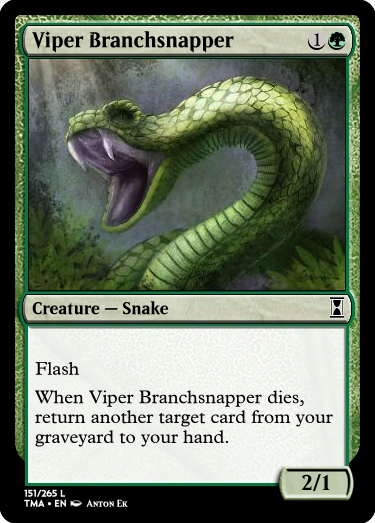 Viper Branchsnapper 1
Creature — Snake
Flash
When Viper Branchsnapper dies,
return another target card from your
graveyard to your hand.
2/1
151/265 L
TMA • EN Anton Ek